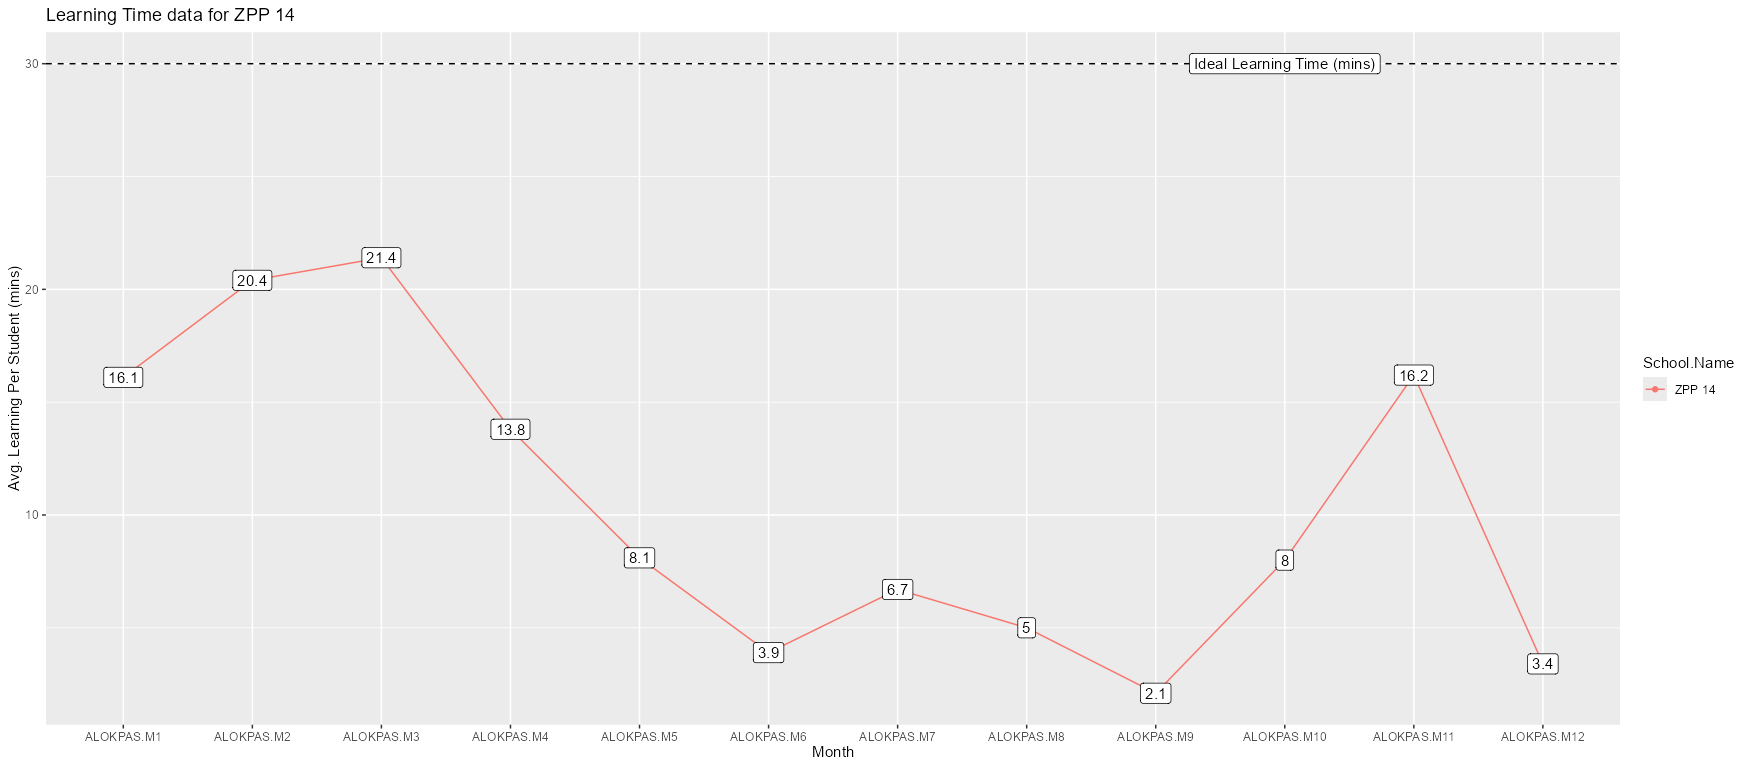 Learning Time data for ZPP 14
Avg. Learning Per Student (mins)
30
20
10
Ideal Learning Time (mins)
16.1
20.4
21.4
13.8
8.1
3.9
6.7
5
2.1
8
16.2
3.4
ALOKPAS.M1
ALOKPAS.M2
ALOKPAS.M3
ALOKPAS.M4
ALOKPAS.M5
ALOKPAS.M6
ALOKPAS.M7
ALOKPAS.M8
ALOKPAS.M9
ALOKPAS.M10
ALOKPAS.M11
ALOKPAS.M12
Month
School.Name
ZPP 14